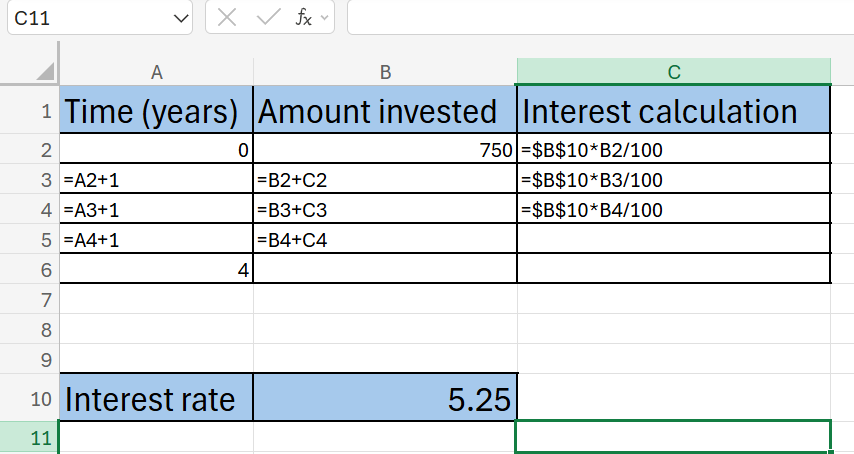 C11 fx
A B C
1 Time (years) Amount invested Interest calculation
2 0 750 =$B$10*B2/100
3 =A2+1 =B2+C2 =$B$10*B3/100
4 =A3+1 =B3+C3 =$B$10*B4/100
5 =A4+1 =B4+C4
6 4
7
8
9
10 Interest rate 5.25
11